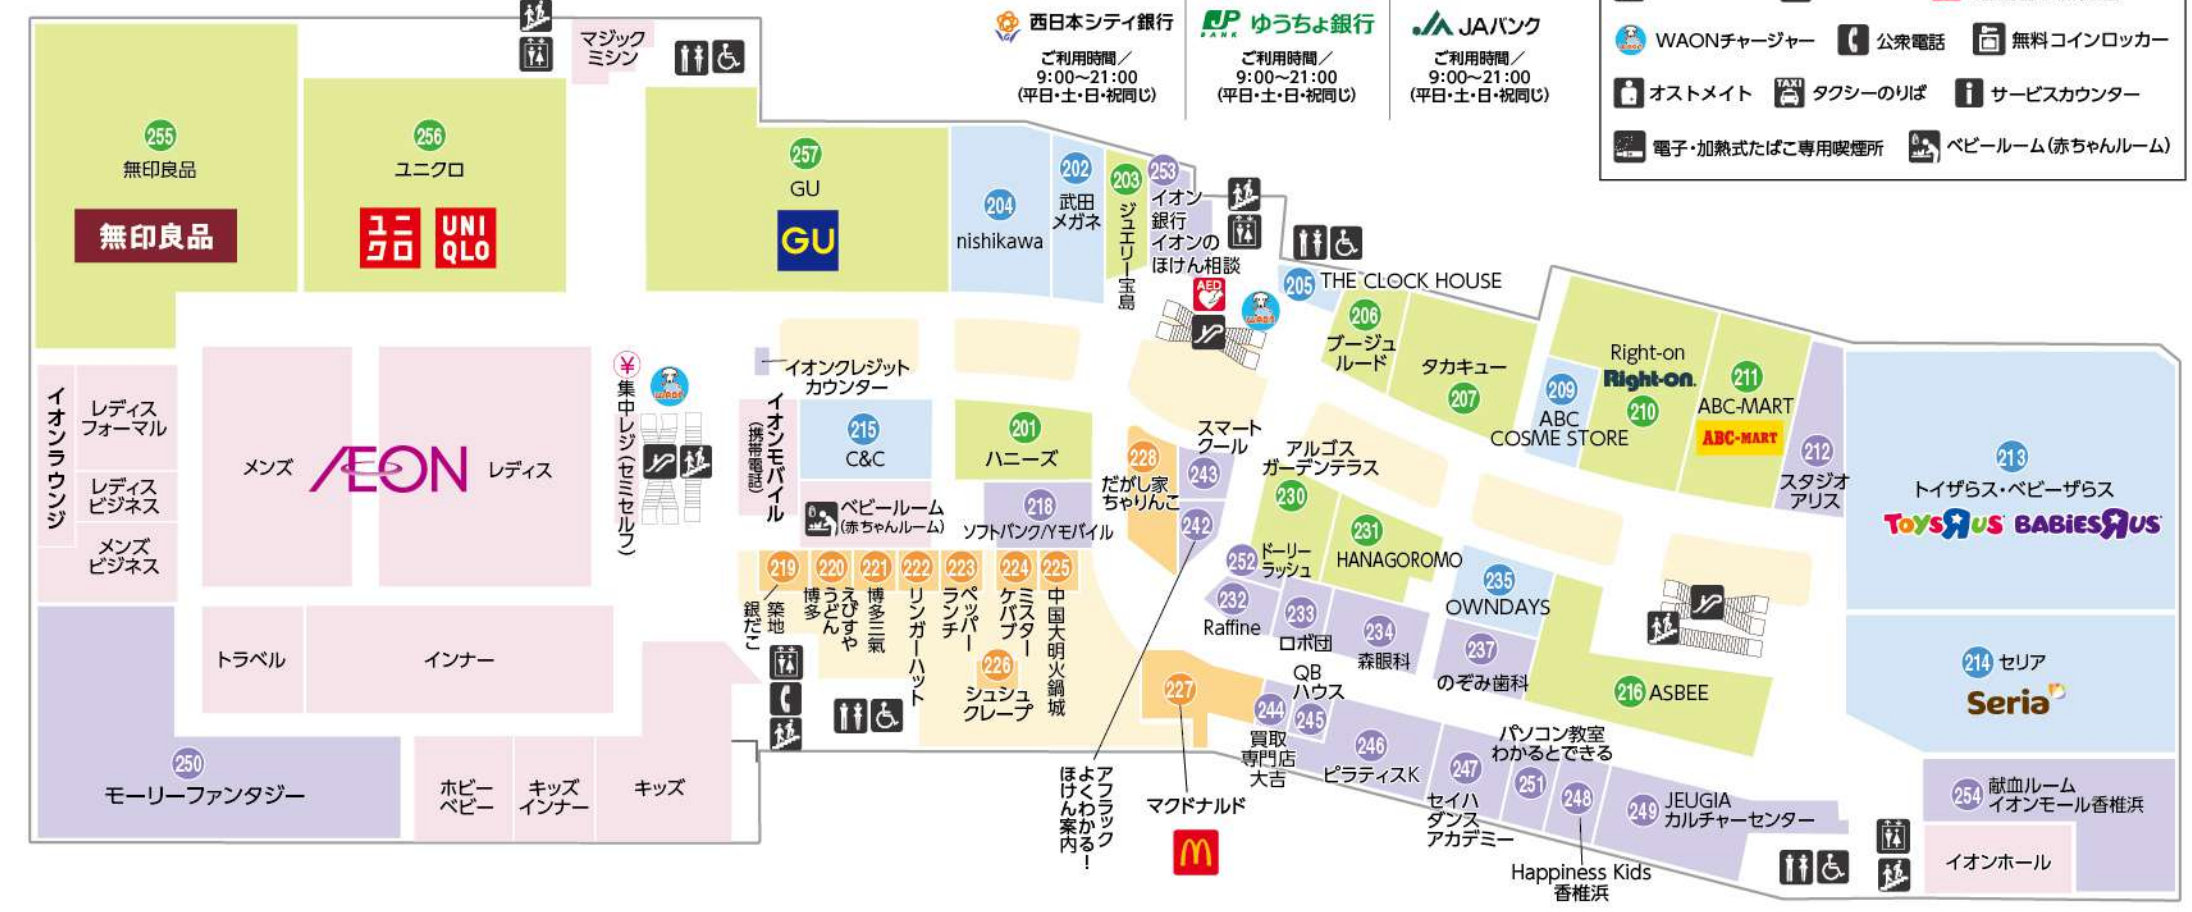 西日本シティ銀行
ご利用時間/
9:00~21:00
(平日・土・日・祝同じ)
JP BANK ゆうちょ銀行
ご利用時間/
9:00~21:00
(平日・土・日・祝同じ)
JAバンク
ご利用時間/
9:00~21:00
(平日・土・日・祝同じ)
WAONチャージャー
公衆電話
無料コインロッカー
オストメイト
TAXI
タクシーのりば
サービスカウンター
電子・加熱式たばこ専用喫煙所
ベビールーム(赤ちゃんルーム)
マジック
ミシン
255
無印良品
無印良品
256
ユニクロ
ユニ
クロ
UNI
QLO
257
GU
GU
204
nishikawa
202
武田
メガネ
203
ジュエリー宝島
253
イオン
銀行
イオンの
ほけん相談
AED
205 THE CLOCK HOUSE
206
ブージュ
ルード
タカキュー
207
209
ABC
COSME STORE
Right-on
Right-on.
210
211
ABC-MART
ABC-MART
212
スタジオ
アリス
213
トイザらス・ベビーザらス
TOYSRUS BABIESRUS
214 セリア
Seria
イオンラウンジ
レディス
フォーマル
レディス
ビジネス
メンズ
ビジネス
メンズ
AEON
レディス
¥
集中レジ(セミセルフ)
イオンクレジット
カウンター
イオンモバイル
(携帯電話)
215
C&C
ベビールーム
(赤ちゃんルーム)
201
ハニーズ
218
ソフトバンク/Yモバイル
228
だがし家
ちゃりんこ
スマート
クール
243
242
アフラック
よくわかる!
ほけん案内
アルゴス
ガーデンテラス
230
231
HANAGOROMO
252
ドーリー
ラッシュ
232
Raffine
233
ロボ団
234
森眼科
235
OWNDAYS
237
のぞみ歯科
216 ASBEE
219
築地
銀だこ
220
えびすや
うどん
博多
221
博多三氣
222
リンガーハット
223
ペッパー
ランチ
224
ミスター
ケバブ
225
中国大明火鍋城
226
シュシュ
クレープ
227
マクドナルド
244
買取
専門店
大吉
QB
ハウス
245
246
ピラティスK
247
セイハ
ダンス
アカデミー
パソコン教室
わかるとできる
251
248
Happiness Kids
香椎浜
249
JEUGIA
カルチャーセンター
254
献血ルーム
イオンモール香椎浜
イオンホール
トラベル
インナー
250
モーリーファンタジー
ホビー
ベビー
キッズ
インナー
キッズ